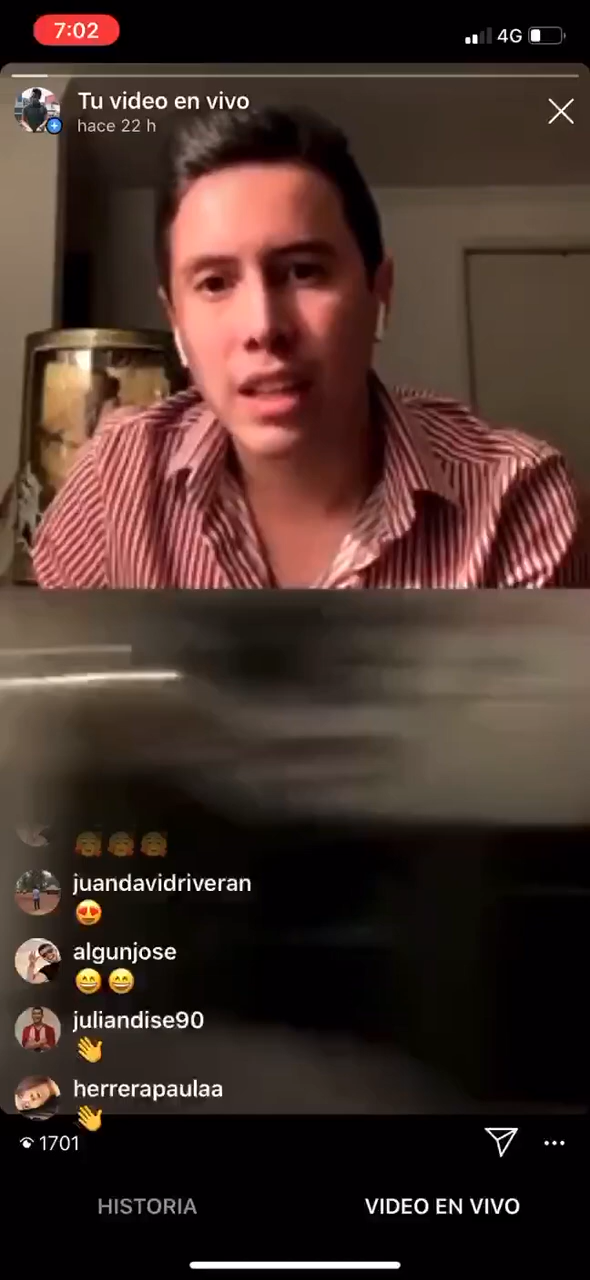 7:02
4G
Tu video en vivo
hace 22 h
juandavidriveran
algunjose
juliandise90
herrerapaulaa
1701
HISTORIA
VIDEO EN VIVO